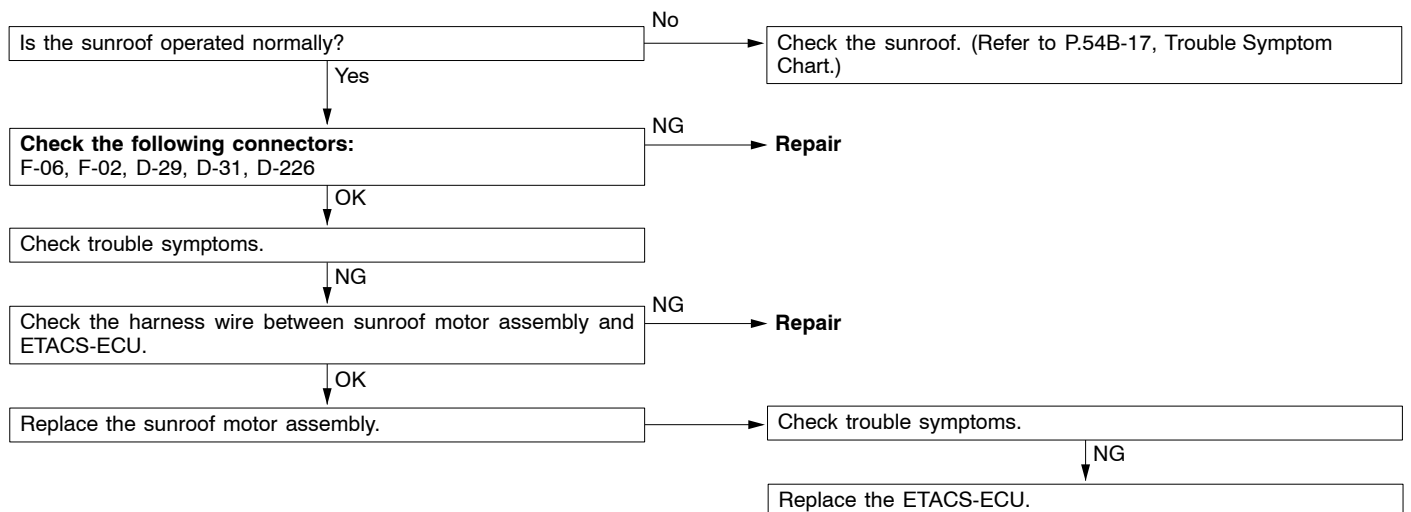 Is the sunroof operated normally?
No
Check the sunroof. (Refer to P.54B-17, Trouble Symptom
Chart.)
Yes
Check the following connectors:
F-06, F-02, D-29, D-31, D-226
NG
Repair
OK
Check trouble symptoms.
NG
Check the harness wire between sunroof motor assembly and
ETACS-ECU.
NG
Repair
OK
Replace the sunroof motor assembly.
Check trouble symptoms.
NG
Replace the ETACS-ECU.